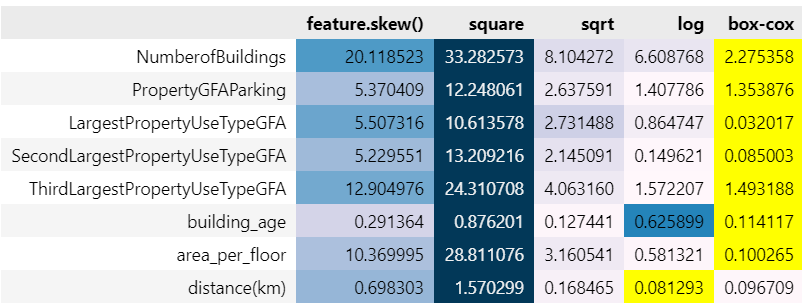 feature.skew() square sqrt log box-cox
NumberofBuildings 20.118523 33.282573 8.104272 6.608768 2.275358
PropertyGFAParking 5.370409 12.248061 2.637591 1.407786 1.353876
LargestPropertyUseTypeGFA 5.507316 10.613578 2.731488 0.864747 0.032017
SecondLargestPropertyUseTypeGFA 5.229551 13.209216 2.145091 0.149621 0.085003
ThirdLargestPropertyUseTypeGFA 12.904976 24.310708 4.063160 1.572207 1.493188
building_age 0.291364 0.876201 0.127441 0.625899 0.114117
area_per_floor 10.369995 28.811076 3.160541 0.581321 0.100265
distance(km) 0.698303 1.570299 0.168465 0.081293 0.096709